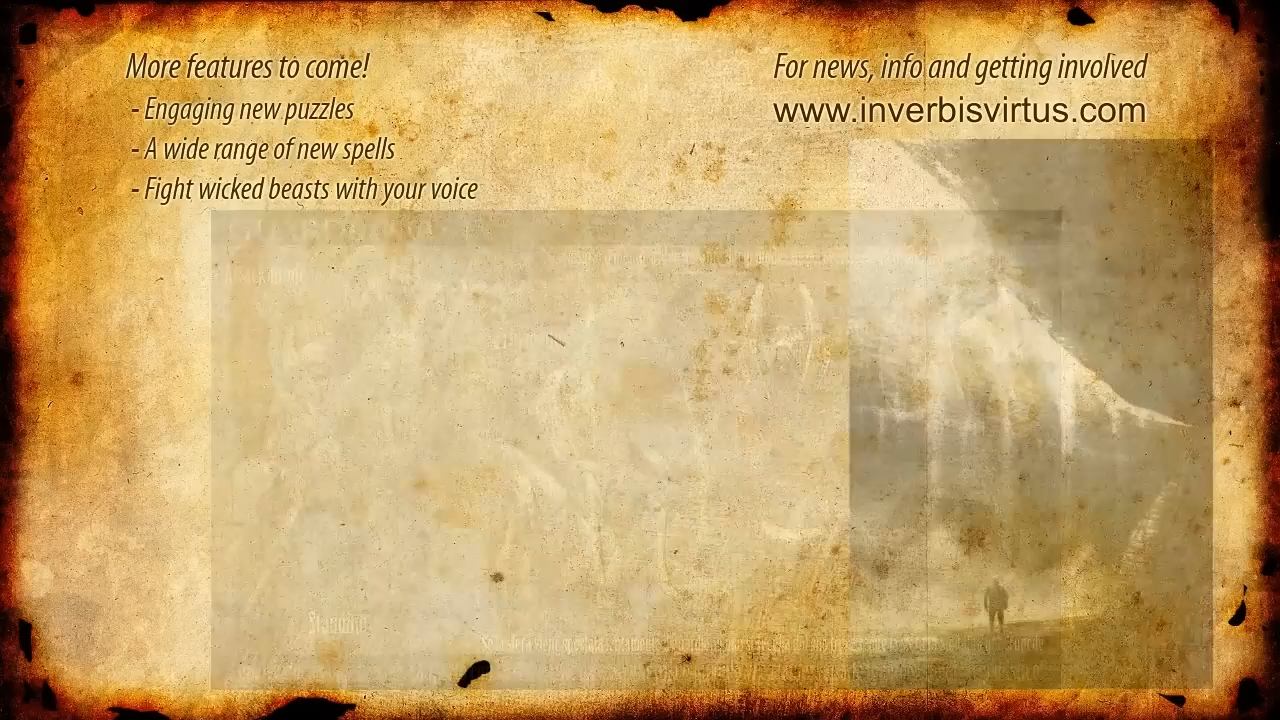 More features to come!
- Engaging new puzzles
- A wide range of new spells
- Fight wicked beasts with your voice
For news, info and getting involved
www.inverbisvirtus.com